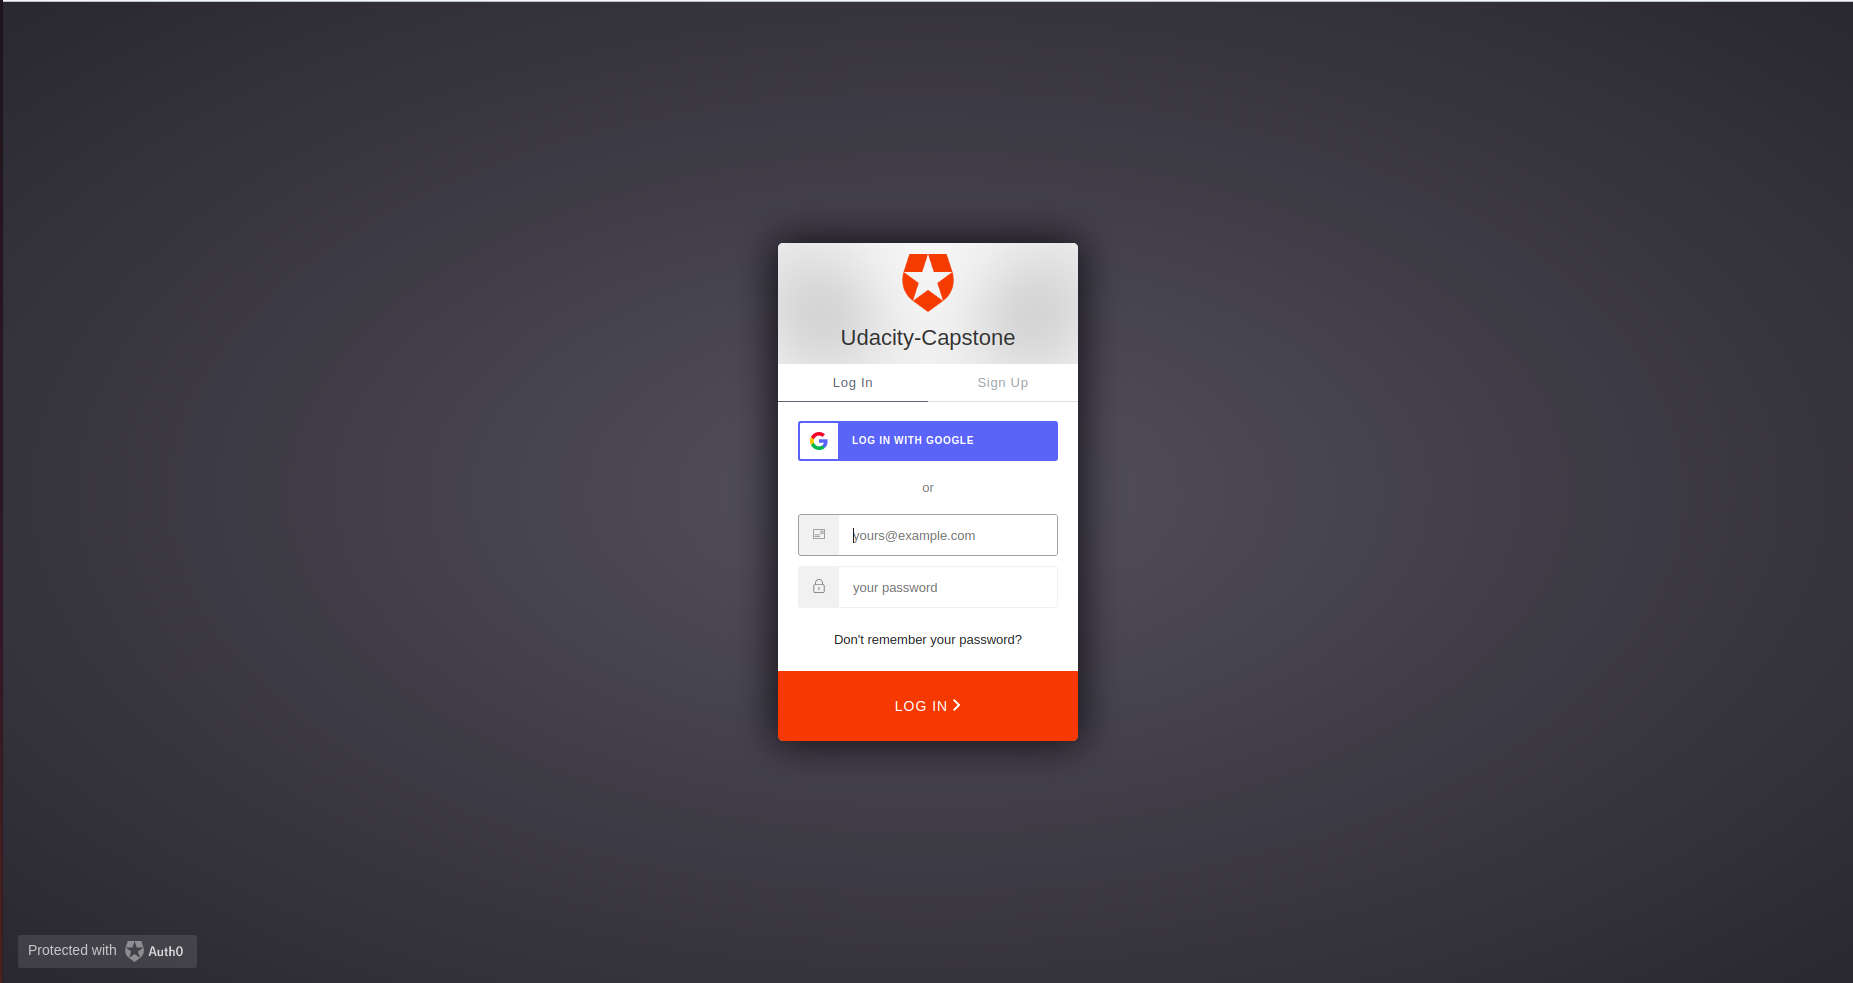 Udacity-Capstone
Log In
Sign Up
LOG IN WITH GOOGLE
or
yours@example.com
your password
Don't remember your password?
LOG IN
Protected with Auth0